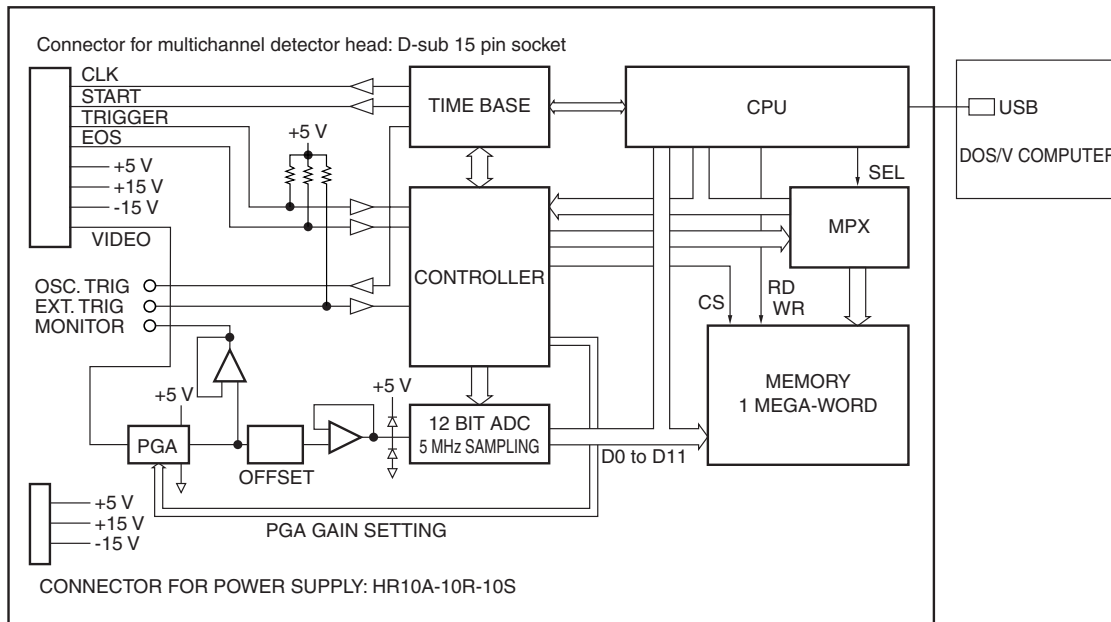 Connector for multichannel detector head: D-sub 15 pin socket
CLK
START
TRIGGER
EOS
+5 V
+15 V
-15 V
VIDEO
+5 V
TIME BASE
CPU
USB
DOS/V COMPUTER
SEL
MPX
CONTROLLER
OSC. TRIG
EXT. TRIG
MONITOR
CS
RD
WR
MEMORY
1 MEGA-WORD
+5 V
+5 V
PGA
OFFSET
12 BIT ADC
5 MHz SAMPLING
D0 to D11
PGA GAIN SETTING
+5 V
+15 V
-15 V
CONNECTOR FOR POWER SUPPLY: HR10A-10R-10S